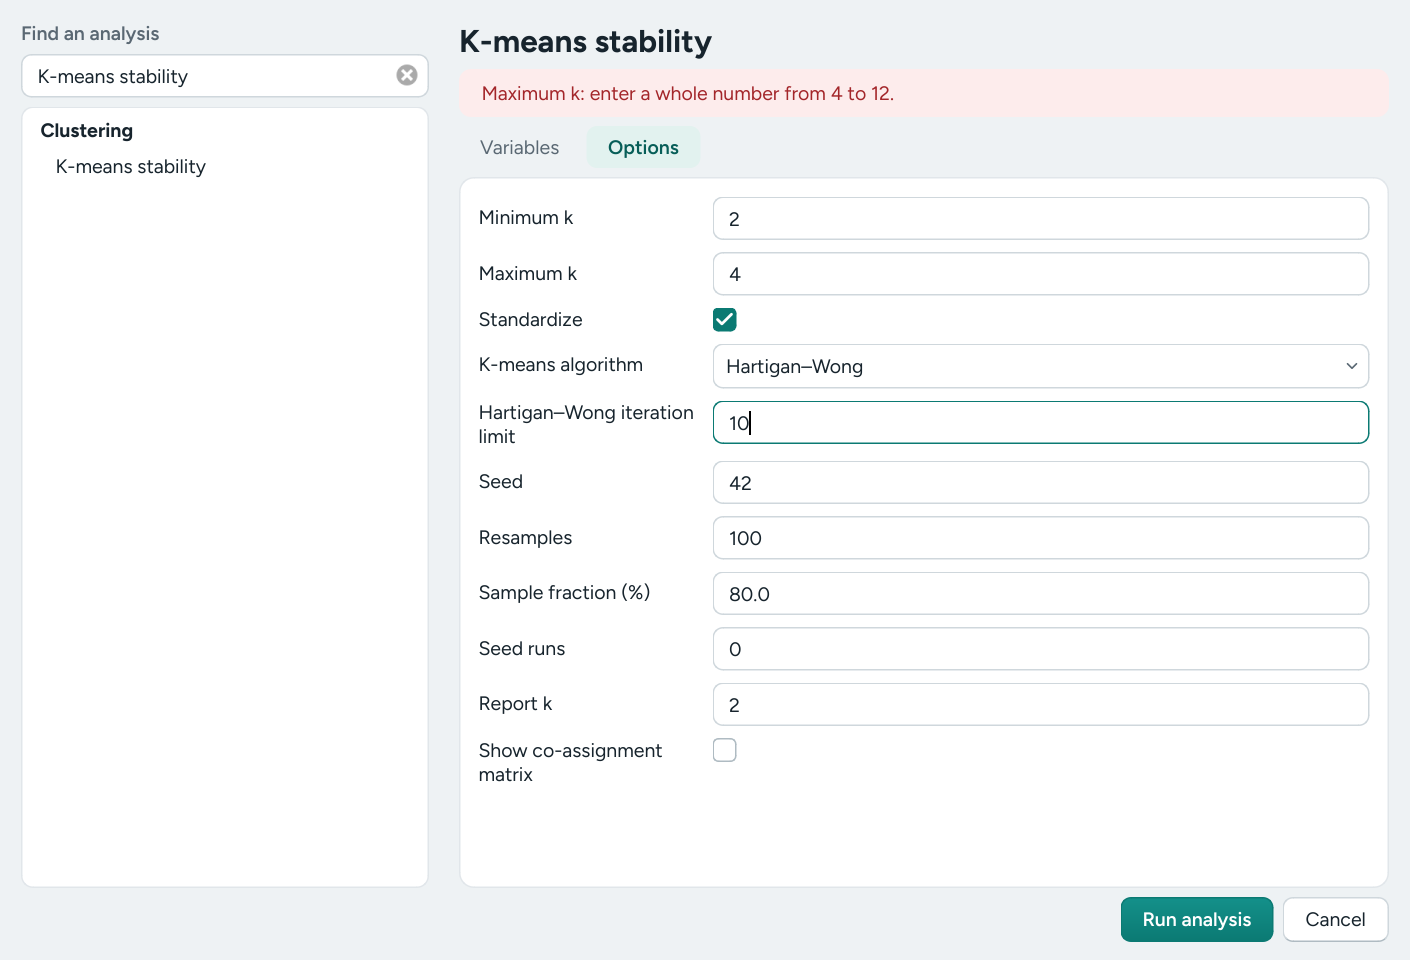 Find an analysis
K-means stability
Clustering
K-means stability
K-means stability
Maximum k: enter a whole number from 4 to 12.
Variables
Options
Minimum k
2
Maximum k
4
Standardize
K-means algorithm
Hartigan–Wong
Hartigan–Wong iteration
limit
10
Seed
42
Resamples
100
Sample fraction (%)
80.0
Seed runs
0
Report k
2
Show co-assignment
matrix
Run analysis
Cancel